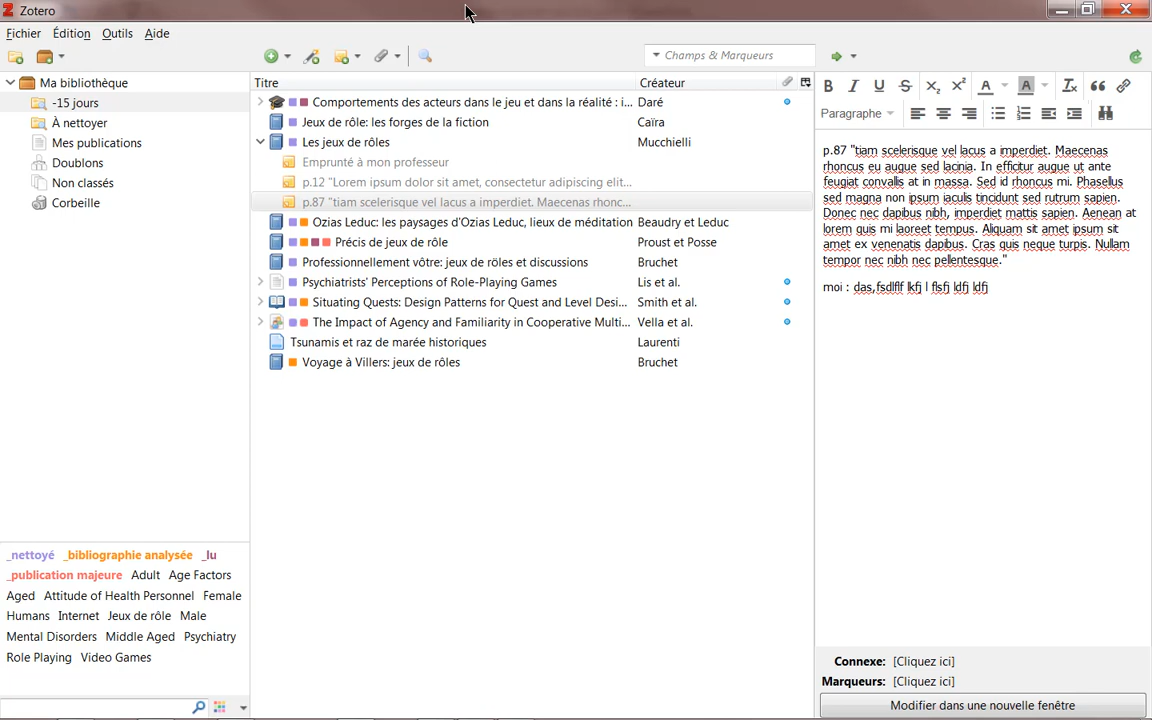 Zotero
Fichier Édition Outils Aide
Champs & Marqueurs
Ma bibliothèque
-15 jours
À nettoyer
Mes publications
Doublons
Non classés
Corbeille
_nettoyé _bibliographie analysée _lu
_publication majeure Adult Age Factors
Aged Attitude of Health Personnel Female
Humans Internet Jeux de rôle Male
Mental Disorders Middle Aged Psychiatry
Role Playing Video Games
Titre Créateur
Comportements des acteurs dans le jeu et dans la réalité : i... Daré
Jeux de rôle: les forges de la fiction Caïra
Les jeux de rôles Mucchielli
Emprunté à mon professeur
p.12 "Lorem ipsum dolor sit amet, consectetur adipiscing elit...
p.87 "tiam scelerisque vel lacus a imperdiet. Maecenas rhonc...
Ozias Leduc: les paysages d'Ozias Leduc, lieux de méditation Beaudry et Leduc
Précis de jeux de rôle Proust et Posse
Professionnellement vôtre: jeux de rôles et discussions Bruchet
Psychiatrists' Perceptions of Role-Playing Games Lis et al.
Situating Quests: Design Patterns for Quest and Level Desi... Smith et al.
The Impact of Agency and Familiarity in Cooperative Multi... Vella et al.
Tsunamis et raz de marée historiques Laurenti
Voyage à Villers: jeux de rôles Bruchet
B I U S X₂ X² A A
Paragraphe
p.87 "tiam scelerisque vel lacus a imperdiet. Maecenas
rhoncus eu augue sed lacinia. In efficitur augue ut ante
feugiat convallis at in massa. Sed id rhoncus mi. Phasellus
sed magna non ipsum iaculis tincidunt sed rutrum sapien.
Donec nec dapibus nibh, imperdiet mattis sapien. Aenean at
lorem quis mi laoreet tempus. Aliquam sit amet ipsum sit
amet ex venenatis dapibus. Cras quis neque turpis. Nullam
tempor nec nibh nec pellentesque."
moi : das,fsdlflf lkfj l flsfj ldfj ldfj
Connexe: [Cliquez ici]
Marqueurs: [Cliquez ici]
Modifier dans une nouvelle fenêtre